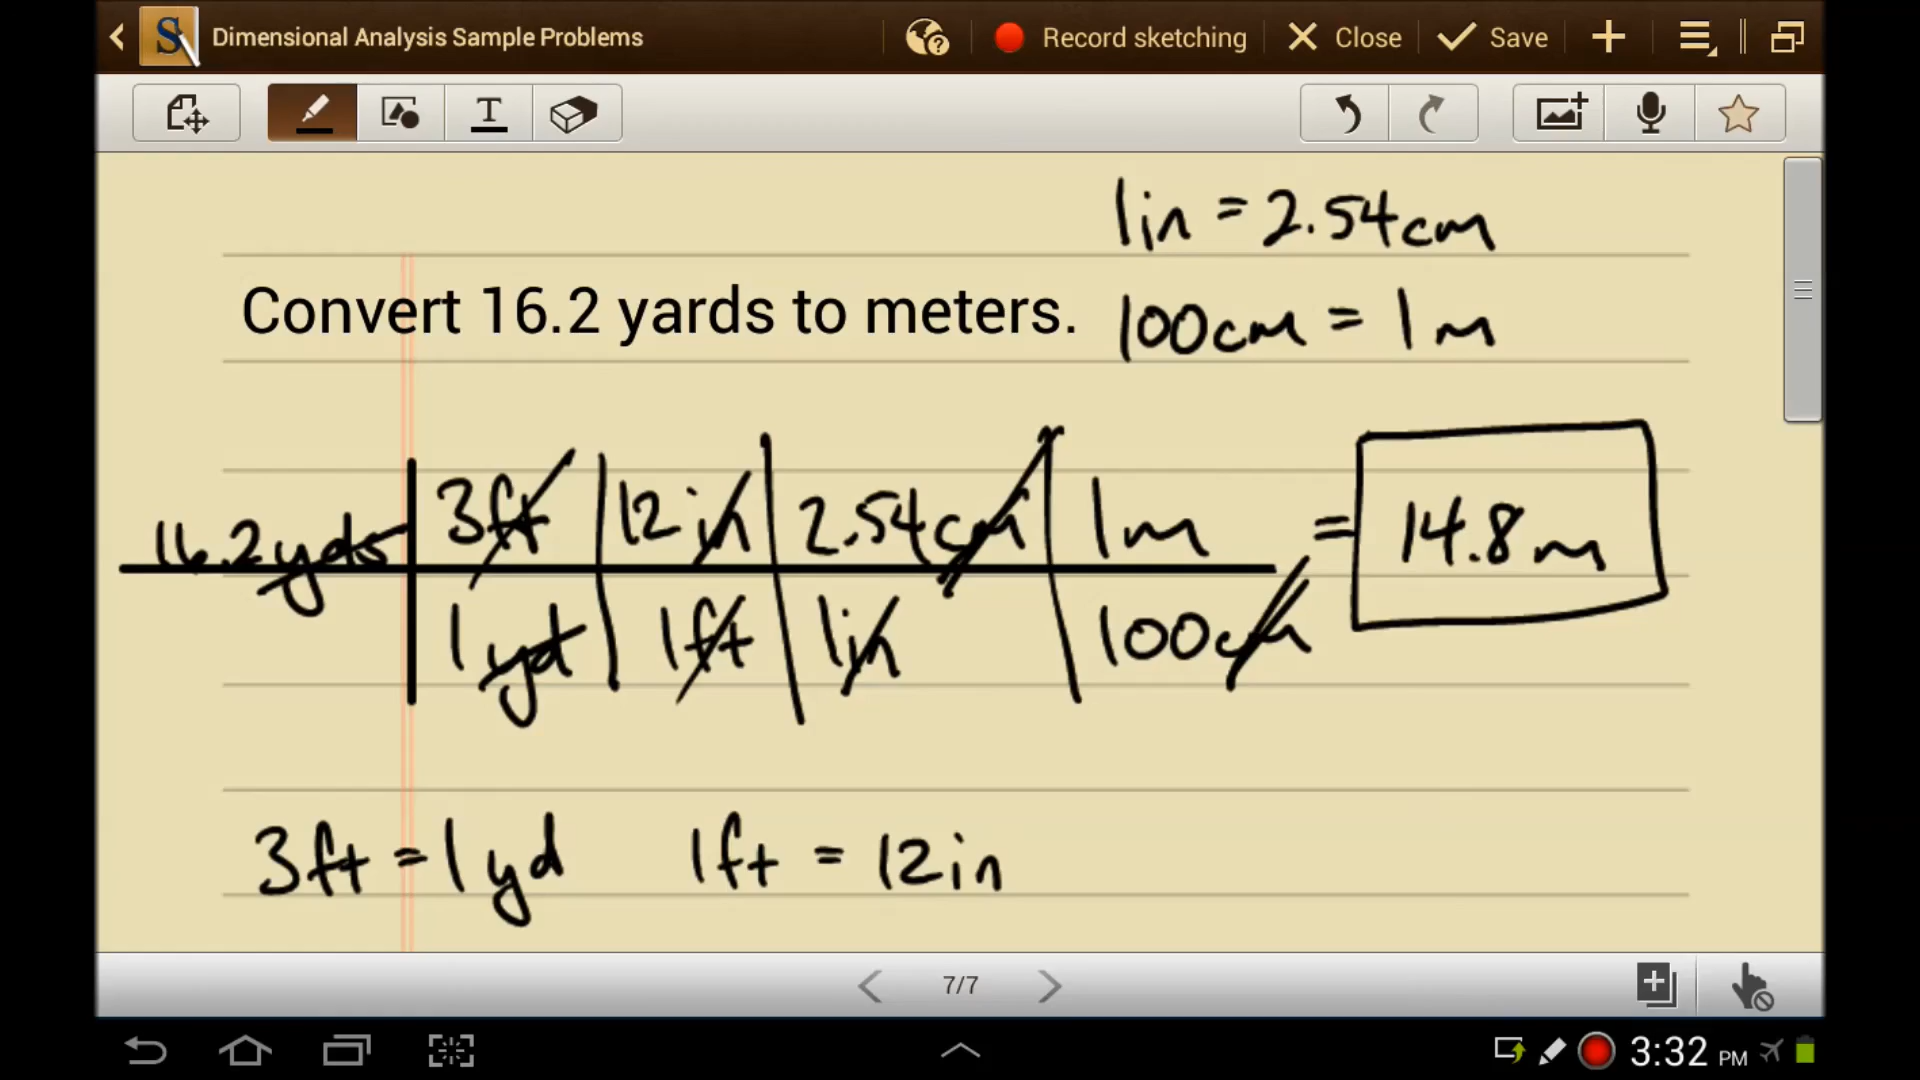 Dimensional Analysis Sample Problems
Record sketching
Close
Save
T
1in = 2.54cm
Convert 16.2 yards to meters.
100cm = 1m
16.2yds | 3ft | 12in | 2.54cm | 1m = 14.8m
1yd | 1ft | 1in | 100cm
3ft = 1yd 1ft = 12in
7/7
3:32 PM